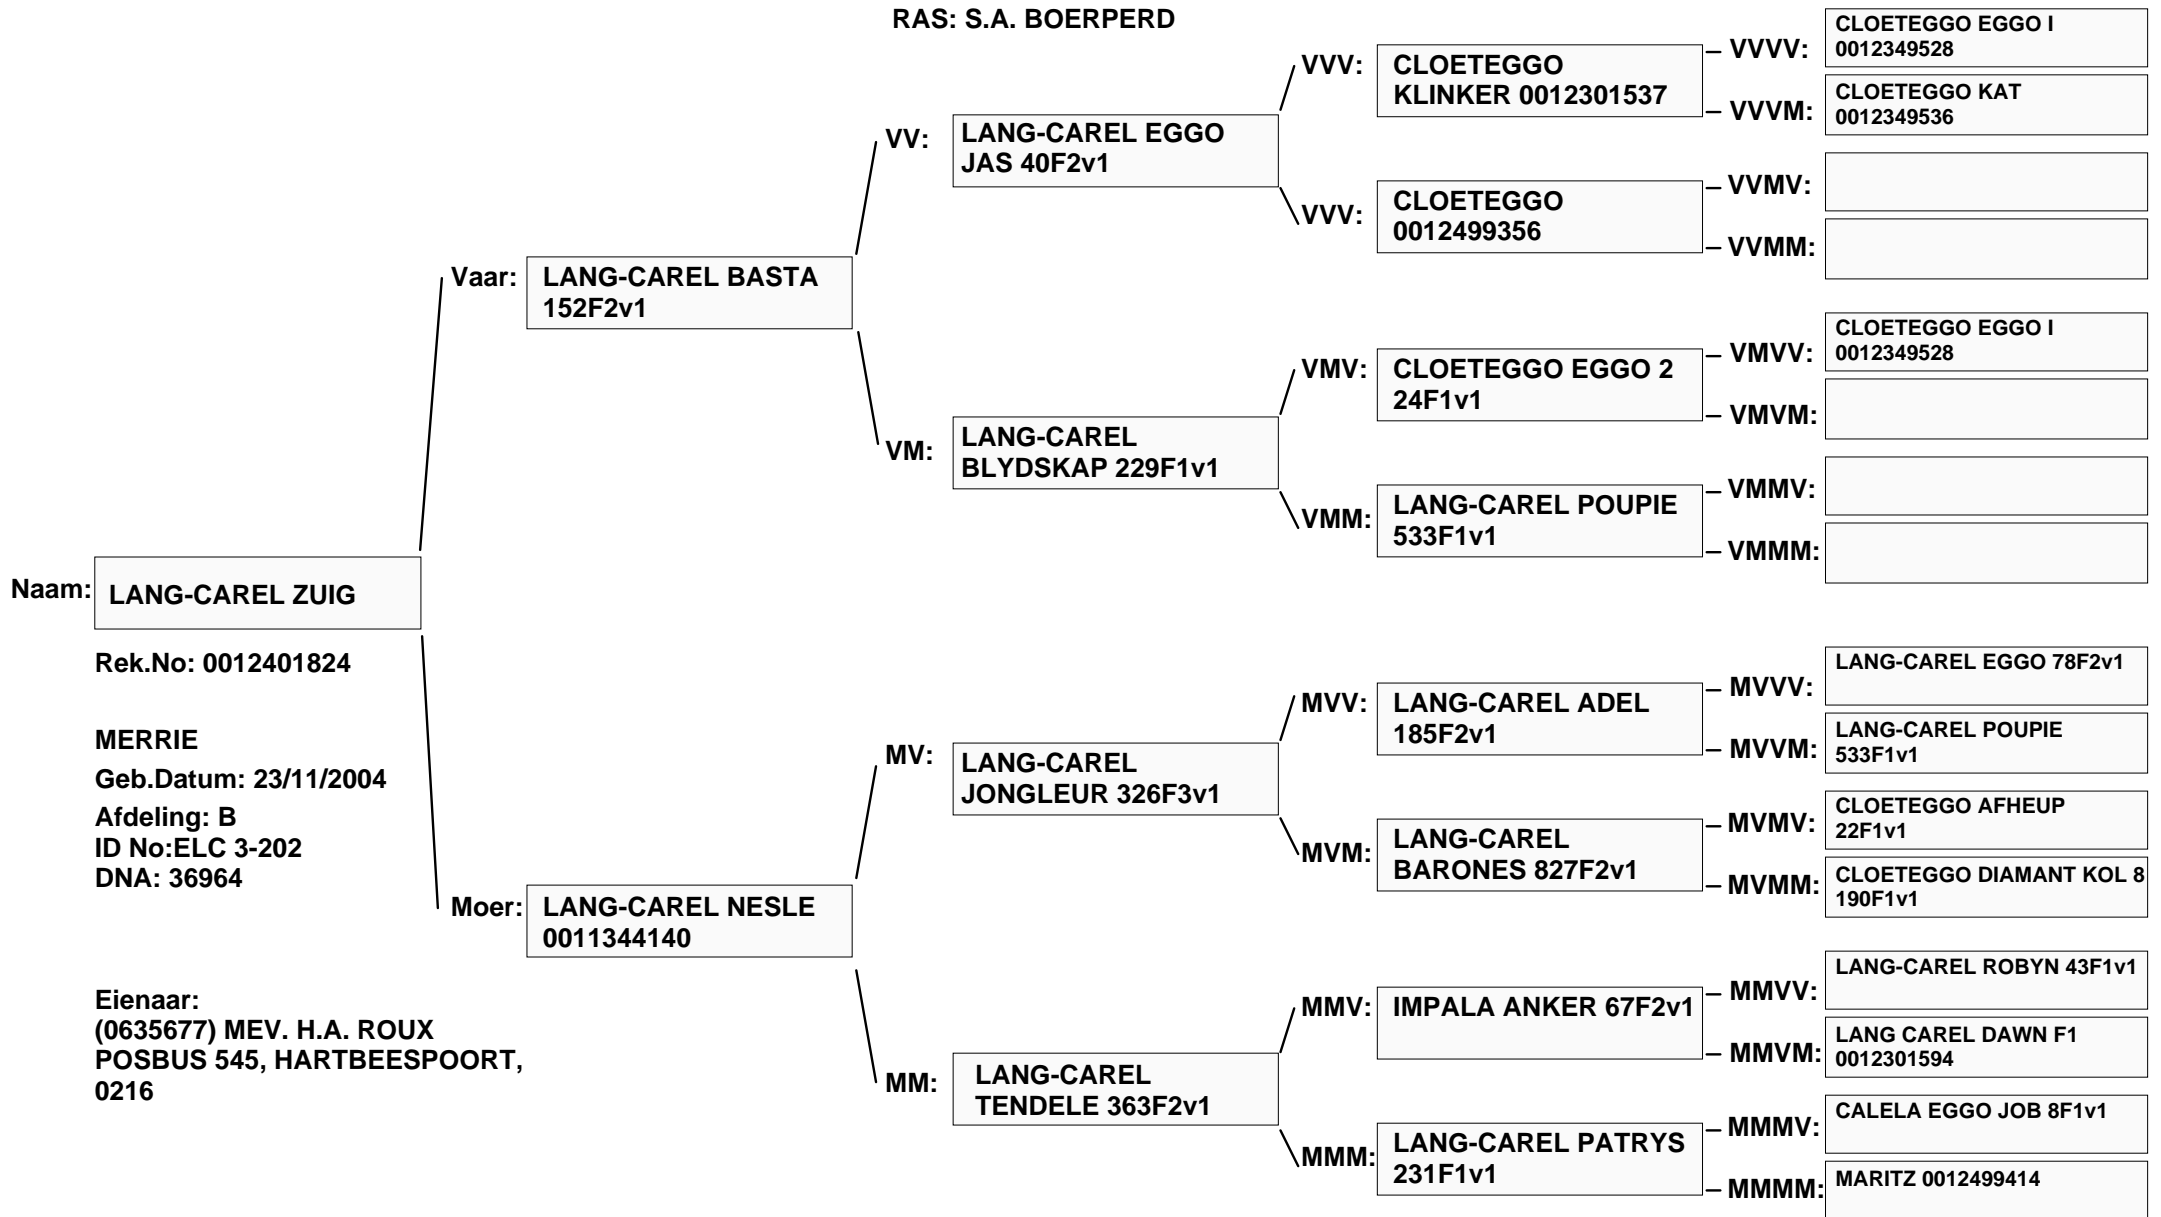 RAS: S.A. BOERPERD
Naam:
LANG-CAREL ZUIG
Rek.No: 0012401824
MERRIE
Geb.Datum: 23/11/2004
Afdeling: B
ID No:ELC 3-202
DNA: 36964
Eienaar:
(0635677) MEV. H.A. ROUX
POSBUS 545, HARTBEESPOORT,
0216
Vaar:
LANG-CAREL BASTA
152F2v1
Moer:
LANG-CAREL NESLE
0011344140
VV:
LANG-CAREL EGGO
JAS 40F2v1
VM:
LANG-CAREL
BLYDSKAP 229F1v1
MV:
LANG-CAREL
JONGLEUR 326F3v1
MM:
LANG-CAREL
TENDELE 363F2v1
VVV:
CLOETEGGO
KLINKER 0012301537
VVV:
CLOETEGGO
0012499356
VMV:
CLOETEGGO EGGO 2
24F1v1
VMM:
LANG-CAREL POUPIE
533F1v1
MVV:
LANG-CAREL ADEL
185F2v1
MVM:
LANG-CAREL
BARONES 827F2v1
MMV:
IMPALA ANKER 67F2v1
MMM:
LANG-CAREL PATRYS
231F1v1
VVVV:
CLOETEGGO EGGO I
0012349528
VVVM:
CLOETEGGO KAT
0012349536
VVMV:
VVMM:
VMVV:
CLOETEGGO EGGO I
0012349528
VMVM:
VMMV:
VMMM:
MVVV:
LANG-CAREL EGGO 78F2v1
MVVM:
LANG-CAREL POUPIE
533F1v1
MVMV:
CLOETEGGO AFHEUP
22F1v1
MVMM:
CLOETEGGO DIAMANT KOL 8
190F1v1
MMVV:
LANG-CAREL ROBYN 43F1v1
MMVM:
LANG CAREL DAWN F1
0012301594
MMMV:
CALELA EGGO JOB 8F1v1
MMMM:
MARITZ 0012499414